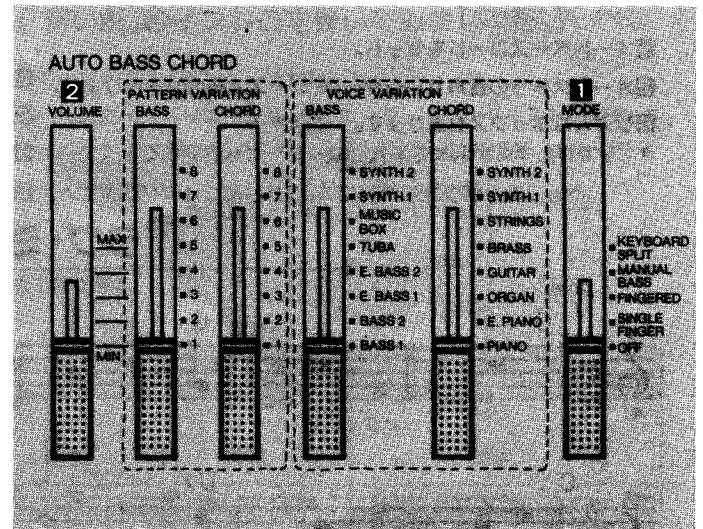 AUTO BASS CHORD
2
VOLUME
MAX
MIN
PATTERN VARIATION
BASS
8
7
6
5
4
3
2
1
CHORD
8
7
6
5
4
3
2
1
VOICE VARIATION
BASS
SYNTH 2
SYNTH 1
MUSIC
BOX
TUBA
E. BASS 2
E. BASS 1
BASS 2
BASS 1
CHORD
SYNTH 2
SYNTH 1
STRINGS
BRASS
GUITAR
ORGAN
E. PIANO
PIANO
1
MODE
KEYBOARD
SPLIT
MANUAL
BASS
FINGERED
SINGLE
FINGER
OFF